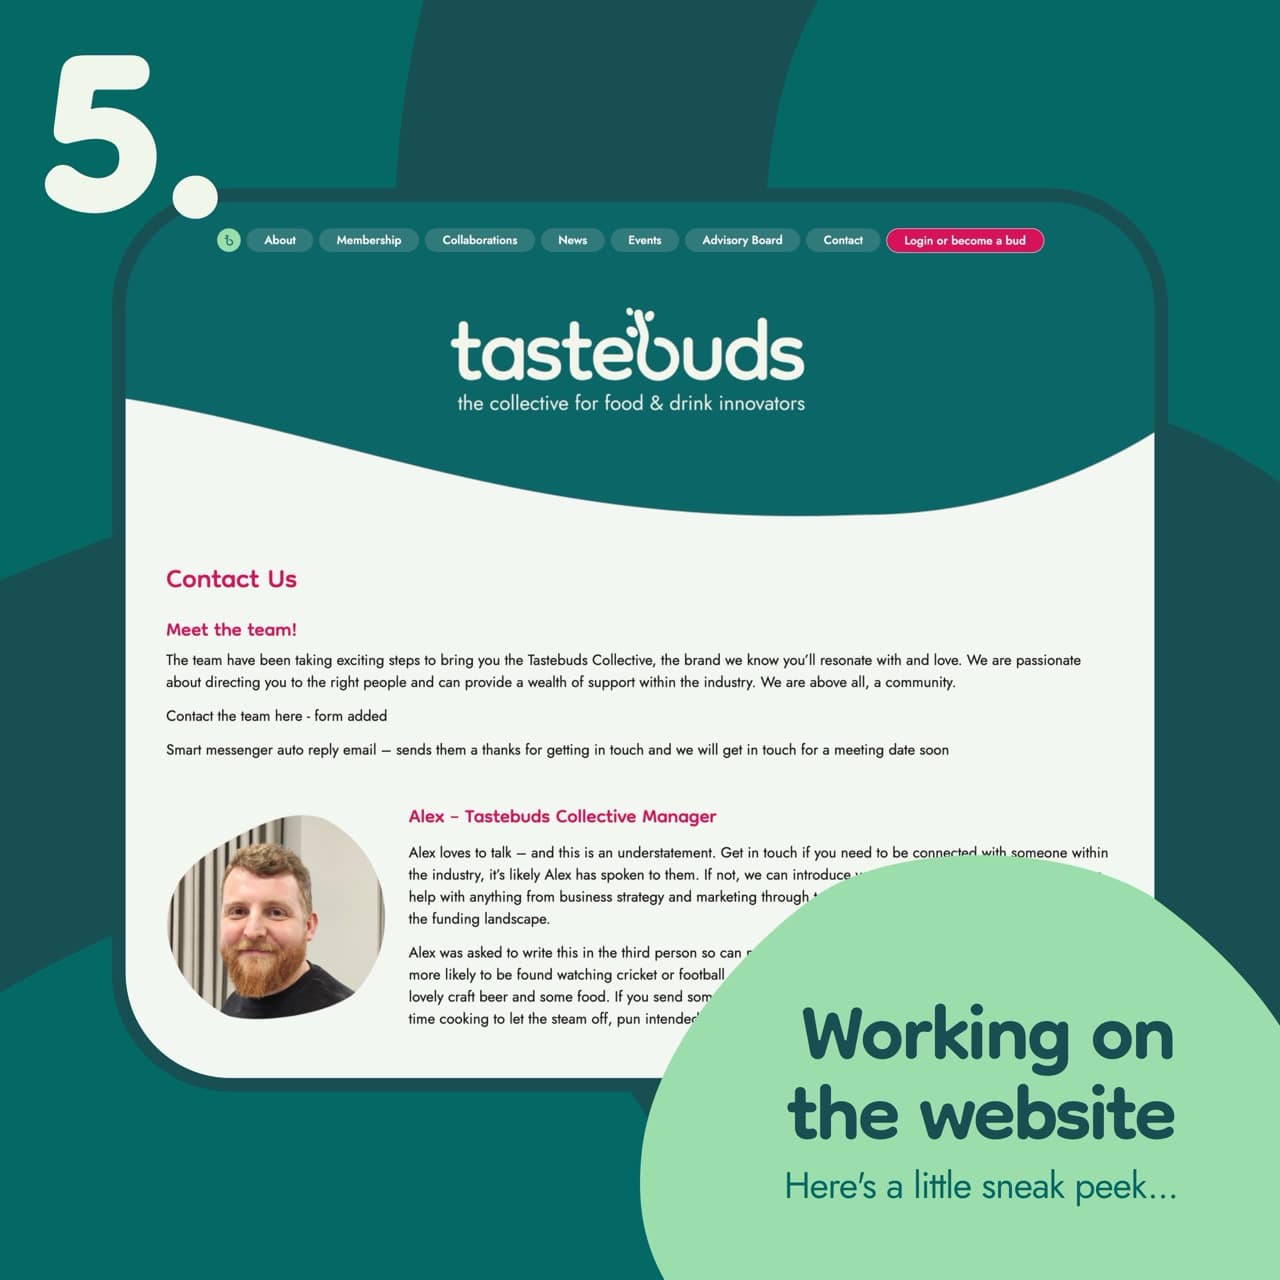 5.
About Membership Collaborations News Events Advisory Board Contact Login or become a bud
tastebuds
the collective for food & drink innovators
Contact Us
Meet the team!
The team have been taking exciting steps to bring you the Tastebuds Collective, the brand we know you'll resonate with and love. We are passionate
about directing you to the right people and can provide a wealth of support within the industry. We are above all, a community.
Contact the team here - form added
Smart messenger auto reply email – sends them a thanks for getting in touch and we will get in touch for a meeting date soon
Alex – Tastebuds Collective Manager
Alex loves to talk – and this is an understatement. Get in touch if you need to be connected with someone within
the industry, it's likely Alex has spoken to them. If not, we can introduce
help with anything from business strategy and marketing through
the funding landscape.
Alex was asked to write this in the third person so can
more likely to be found watching cricket or football
lovely craft beer and some food. If you send
time cooking to let the steam off, pun intended
Working on
the website
Here's a little sneak peek...